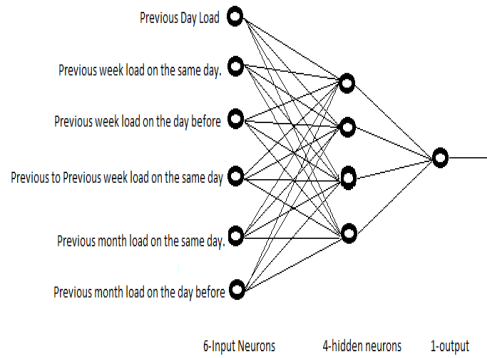 Previous Day Load
Previous week load on the same day.
Previous week load on the day before
Previous to Previous week load on the same day
Previous month load on the same day.
Previous month load on the day before
6-Input Neurons 4-hidden neurons 1-output